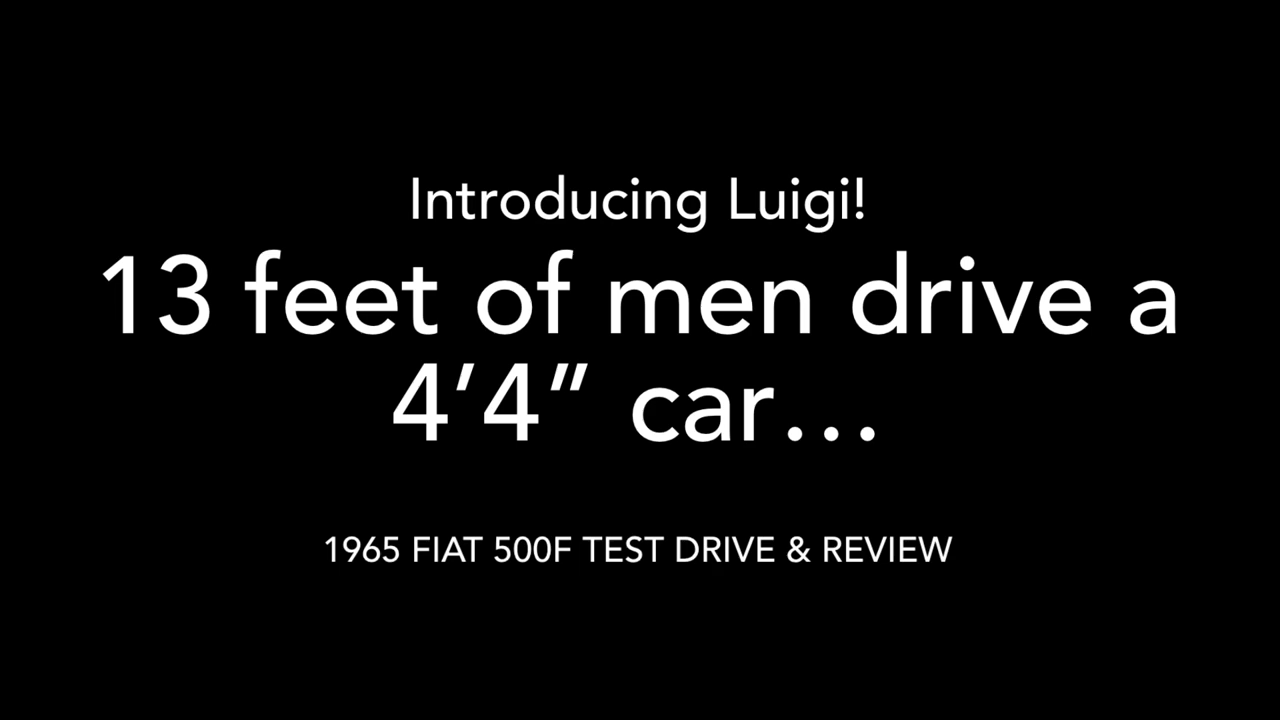 Introducing Luigi!
13 feet of men drive a
4’4” car…
1965 FIAT 500F TEST DRIVE & REVIEW